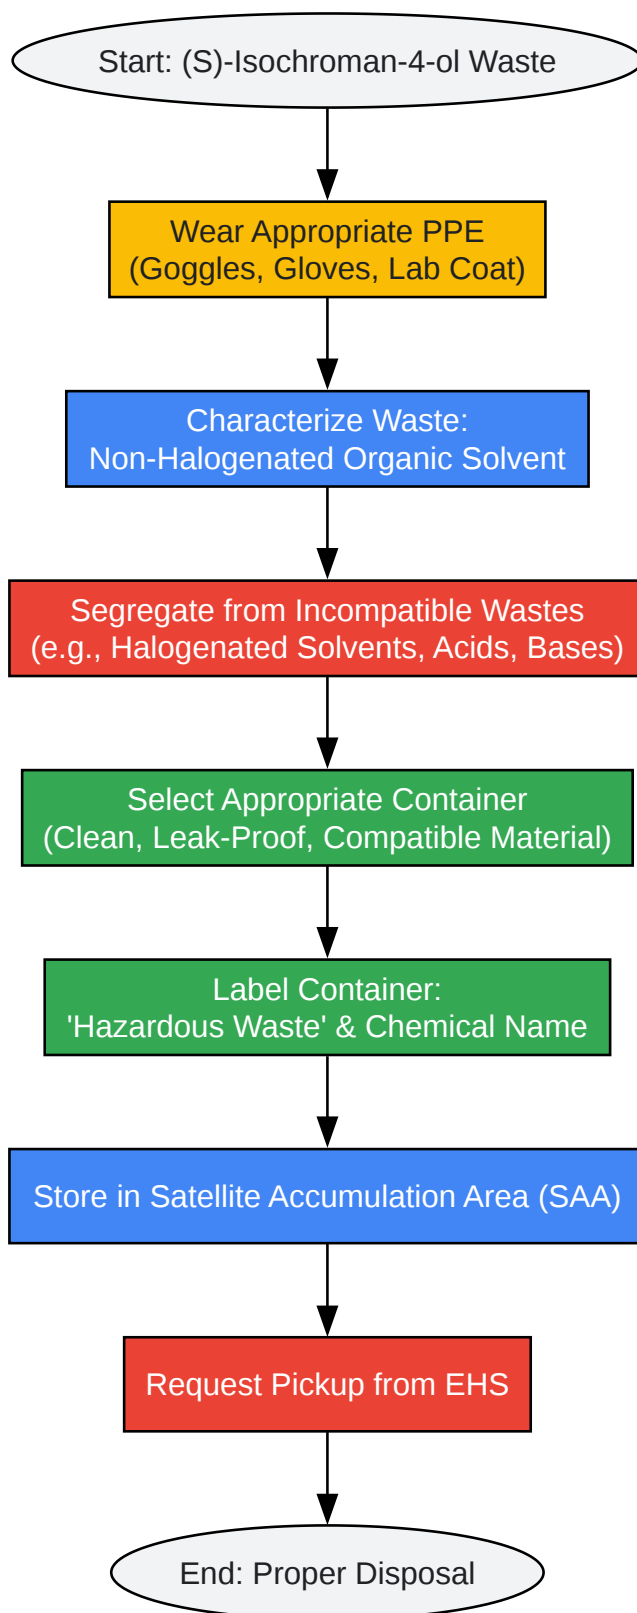 Start: (S)-Isochroman-4-ol Waste
Wear Appropriate PPE
(Goggles, Gloves, Lab Coat)
Characterize Waste:
Non-Halogenated Organic Solvent
Segregate from Incompatible Wastes
(e.g., Halogenated Solvents, Acids, Bases)
Select Appropriate Container
(Clean, Leak-Proof, Compatible Material)
Label Container:
'Hazardous Waste' & Chemical Name
Store in Satellite Accumulation Area (SAA)
Request Pickup from EHS
End: Proper Disposal